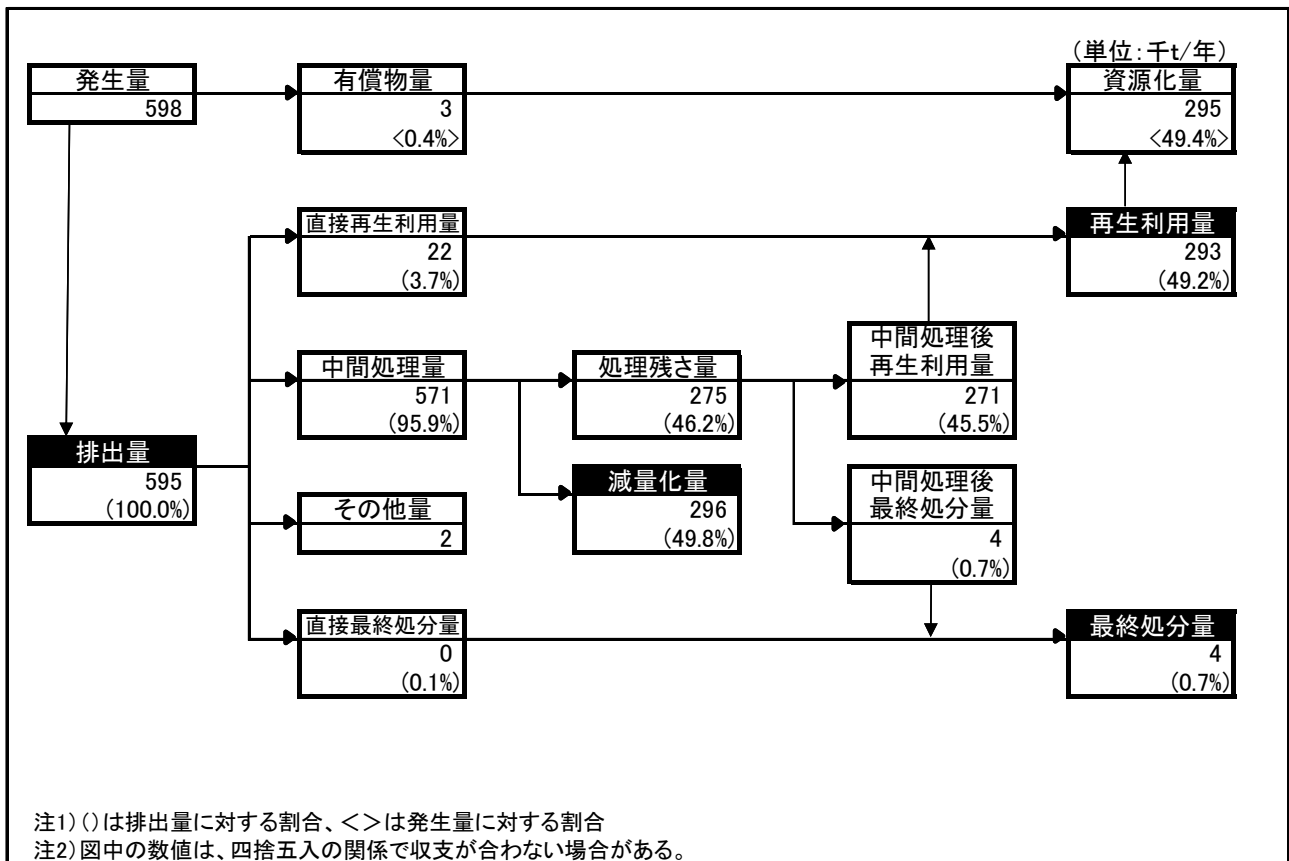 (単位:千t/年)
発生量
598
有償物量
3
<0.4%>
資源化量
295
<49.4%>
直接再生利用量
22
(3.7%)
再生利用量
293
(49.2%)
中間処理量
571
(95.9%)
処理残さ量
275
(46.2%)
中間処理後
再生利用量
271
(45.5%)
排出量
595
(100.0%)
その他量
2
減量化量
296
(49.8%)
中間処理後
最終処分量
4
(0.7%)
直接最終処分量
0
(0.1%)
最終処分量
4
(0.7%)
注1)()は排出量に対する割合、<>は発生量に対する割合
注2)図中の数値は、四捨五入の関係で収支が合わない場合がある。